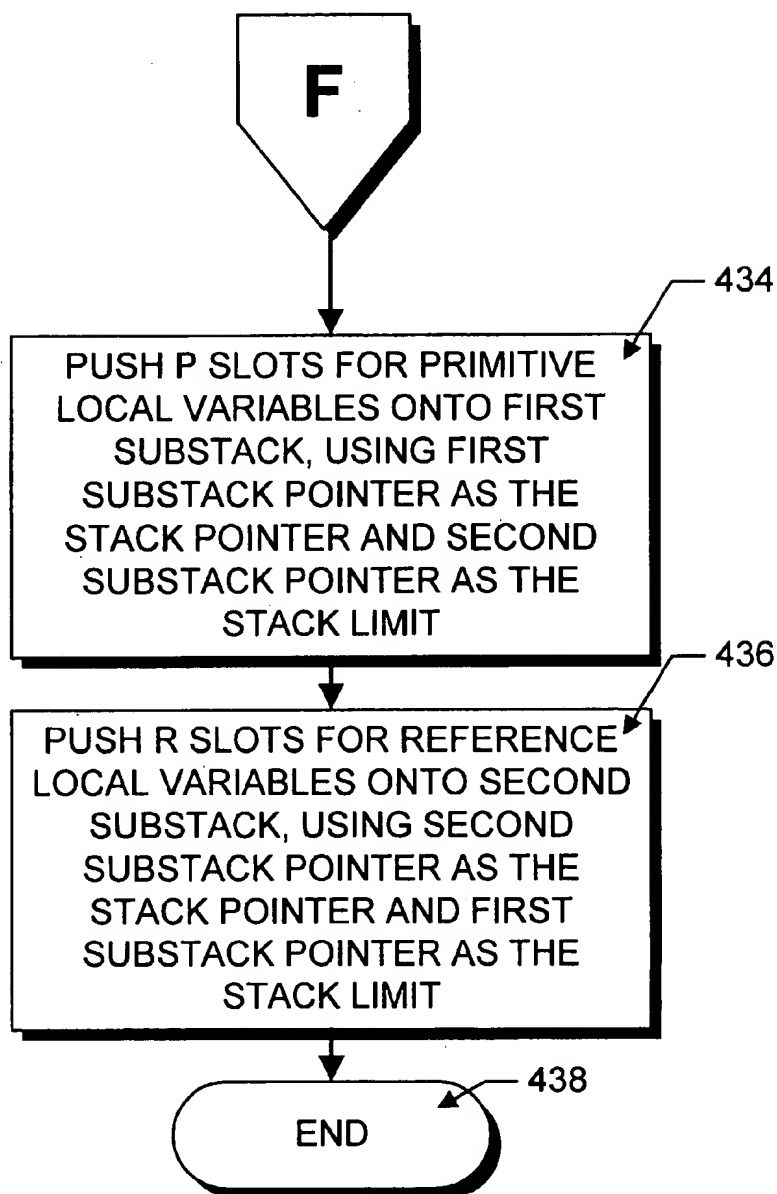 F
434
PUSH P SLOTS FOR PRIMITIVE
LOCAL VARIABLES ONTO FIRST
SUBSTACK, USING FIRST
SUBSTACK POINTER AS THE
STACK POINTER AND SECOND
SUBSTACK POINTER AS THE
STACK LIMIT
436
PUSH R SLOTS FOR REFERENCE
LOCAL VARIABLES ONTO SECOND
SUBSTACK, USING SECOND
SUBSTACK POINTER AS THE
STACK POINTER AND FIRST
SUBSTACK POINTER AS THE
STACK LIMIT
438
END